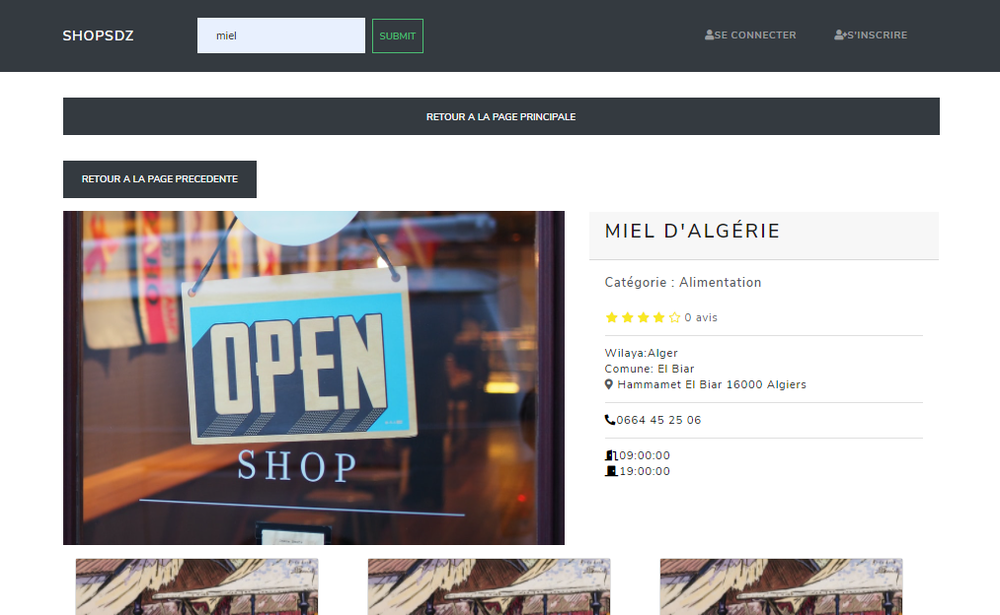 SHOPSDZ
miel
SUBMIT
SE CONNECTER
S'INSCRIRE
RETOUR A LA PAGE PRINCIPALE
RETOUR A LA PAGE PRECEDENTE
OPEN
SHOP
MIEL D'ALGÉRIE
Catégorie : Alimentation
0 avis
Wilaya:Alger
Comune: El Biar
Hammamet El Biar 16000 Algiers
0664 45 25 06
09:00:00
19:00:00